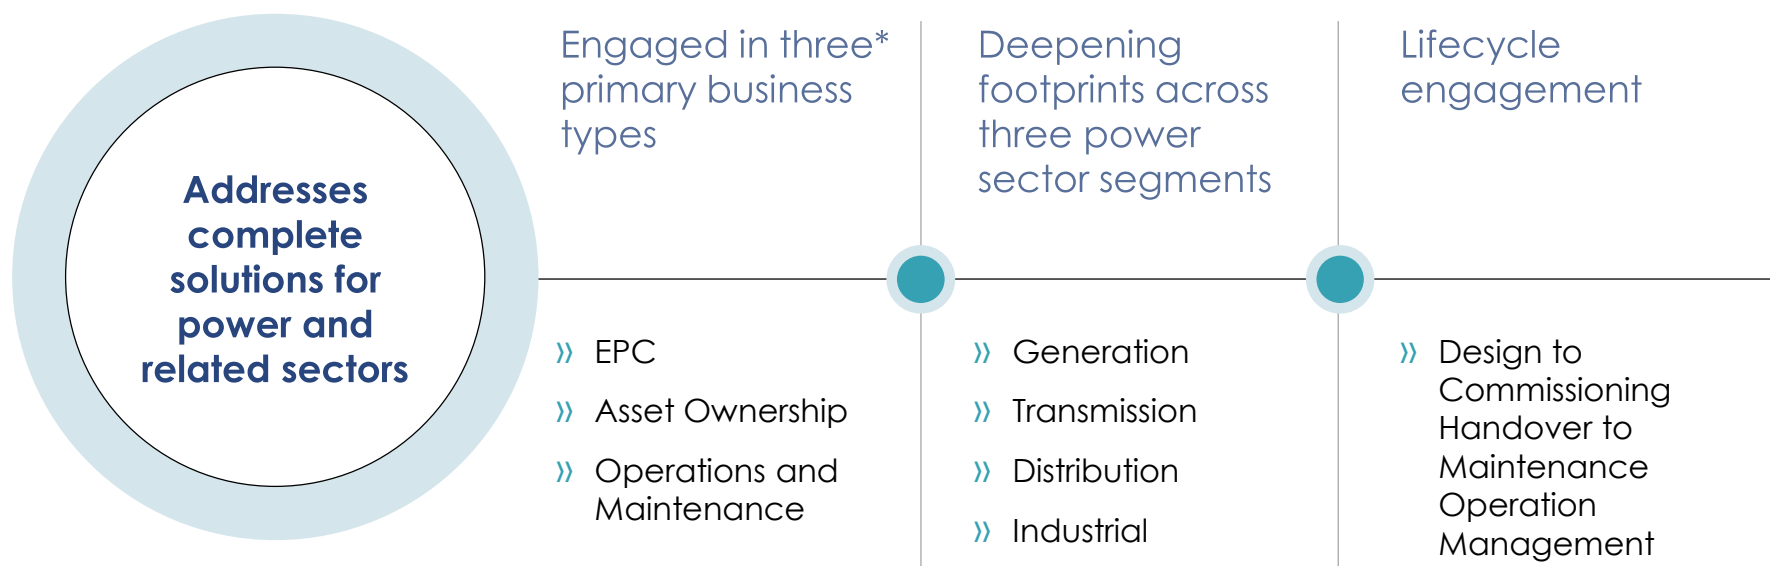 Addresses
complete
solutions for
power and
related sectors
Engaged in three*
primary business
types
» EPC
» Asset Ownership
» Operations and
Maintenance
Deepening
footprints across
three power
sector segments
» Generation
» Transmission
» Distribution
» Industrial
Lifecycle
engagement
» Design to
Commissioning
Handover to
Maintenance
Operation
Management